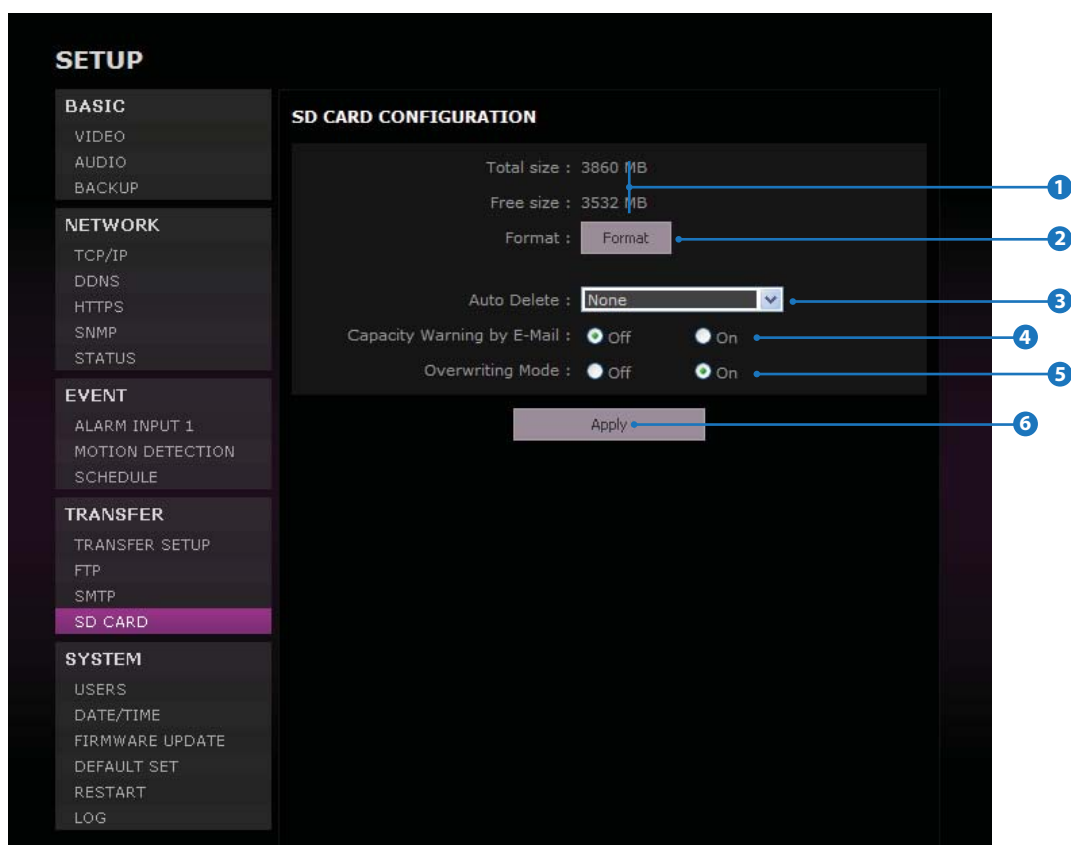 SETUP
BASIC
VIDEO
AUDIO
BACKUP
NETWORK
TCP/IP
DDNS
HTTPS
SNMP
STATUS
EVENT
ALARM INPUT 1
MOTION DETECTION
SCHEDULE
TRANSFER
TRANSFER SETUP
FTP
SMTP
SD CARD
SYSTEM
USERS
DATE/TIME
FIRMWARE UPDATE
DEFAULT SET
RESTART
LOG
SD CARD CONFIGURATION
Total size : 3860 MB
1
Free size : 3532 MB
Format : Format 2
Auto Delete : None 3
Capacity Warning by E-Mail : Off On 4
Overwriting Mode : Off On 5
Apply 6